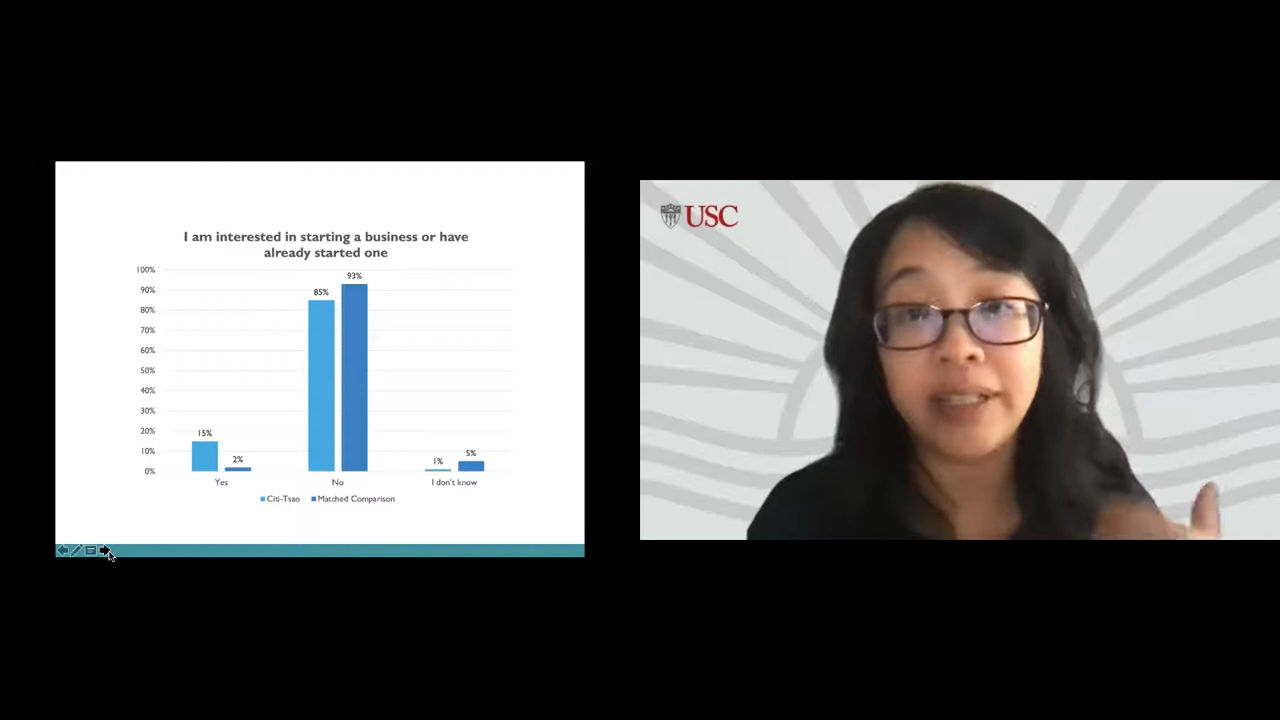 I am interested in starting a business or have
already started one
100%
90%
80%
70%
60%
50%
40%
30%
20%
10%
0%
15%
2%
85%
93%
1%
5%
Yes
No
I don't know
Citi-Tsao
Matched Comparison
USC